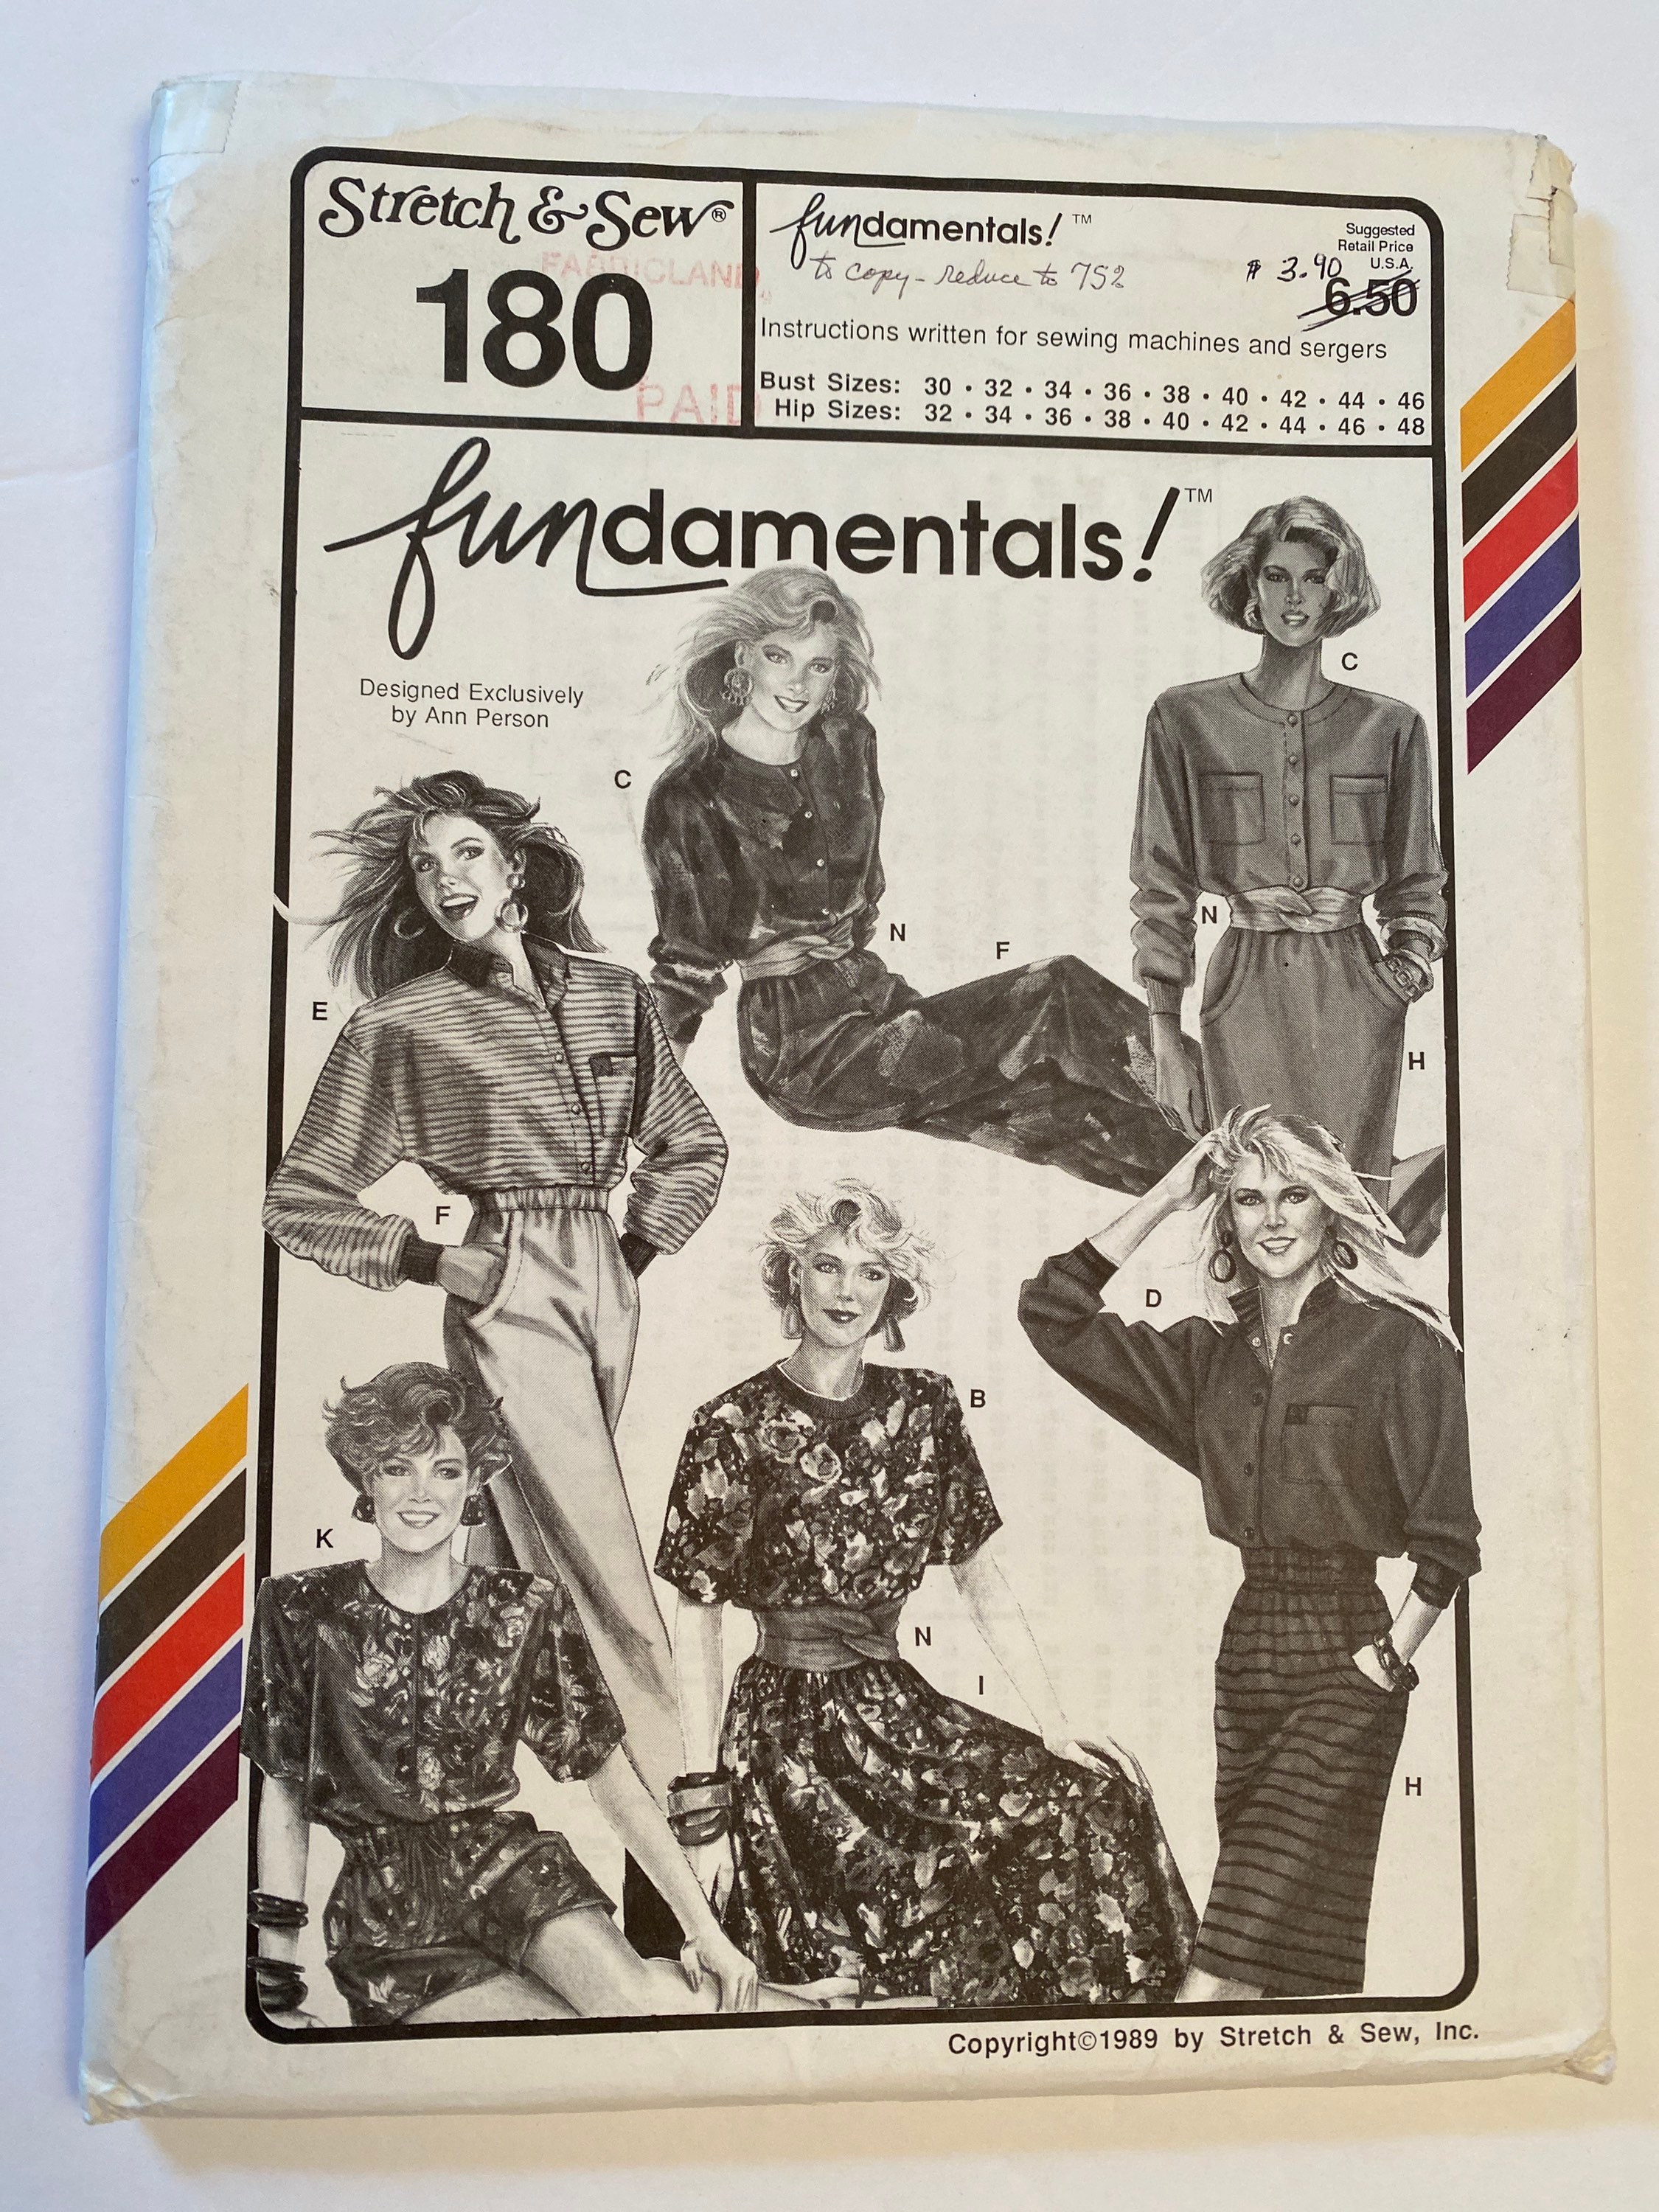 Stretch & Sew®
180
FABRICLAND
PAID
fundamentals!™
to copy - reduce to 75%
Suggested
Retail Price
U.S.A.
$ 3.90
6.50
Instructions written for sewing machines and sergers
Bust Sizes: 30 • 32 • 34 • 36 • 38 • 40 • 42 • 44 • 46
Hip Sizes: 32 • 34 • 36 • 38 • 40 • 42 • 44 • 46 • 48
fundamentals!™
Designed Exclusively
by Ann Person
C
C
N
N
F
E
H
F
D
B
K
N
I
H
Copyright©1989 by Stretch & Sew, Inc.